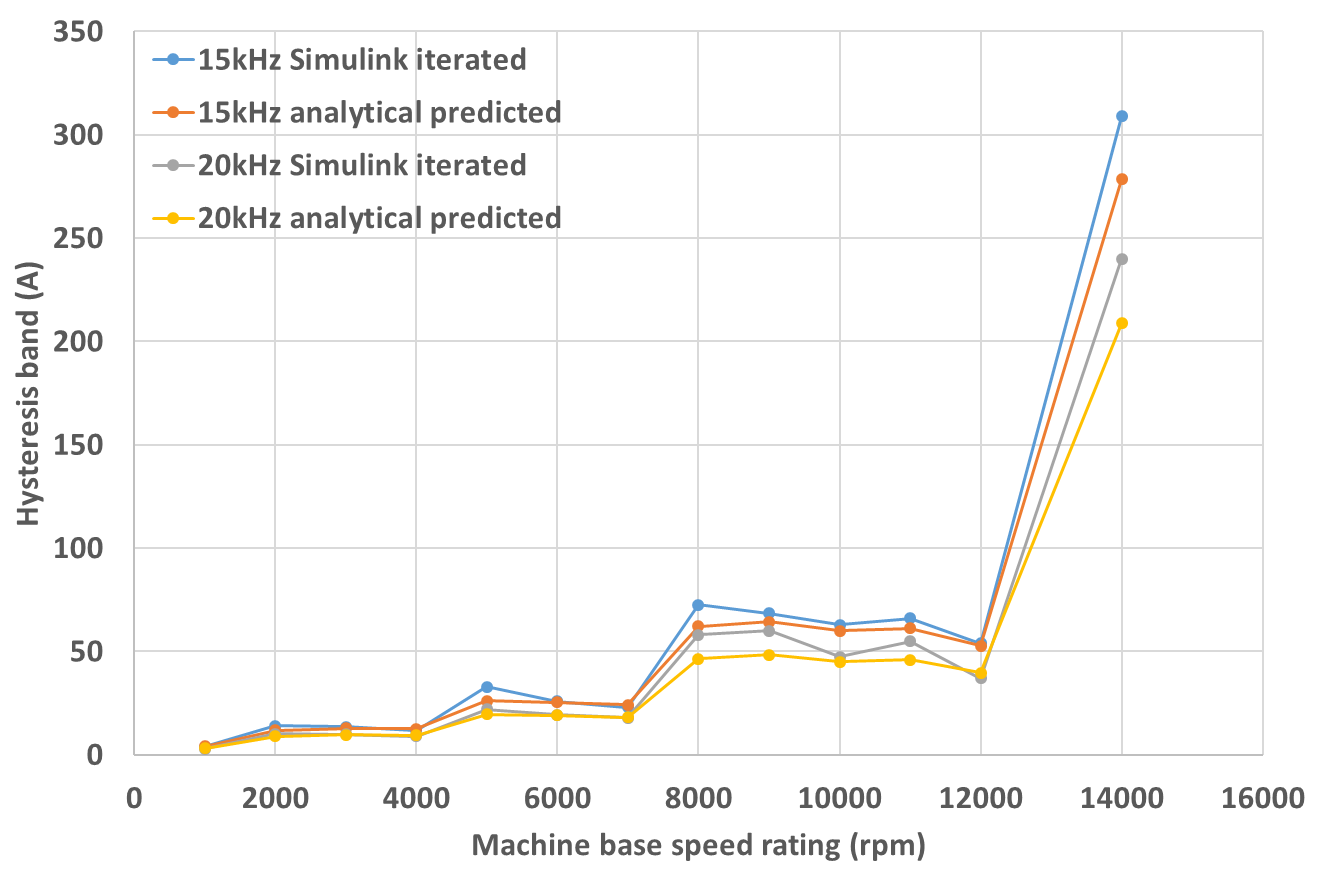 350
300
250
200
150
100
50
0
Hysteresis band (A)
15kHz Simulink iterated
15kHz analytical predicted
20kHz Simulink iterated
20kHz analytical predicted
0 2000 4000 6000 8000 10000 12000 14000 16000
Machine base speed rating (rpm)